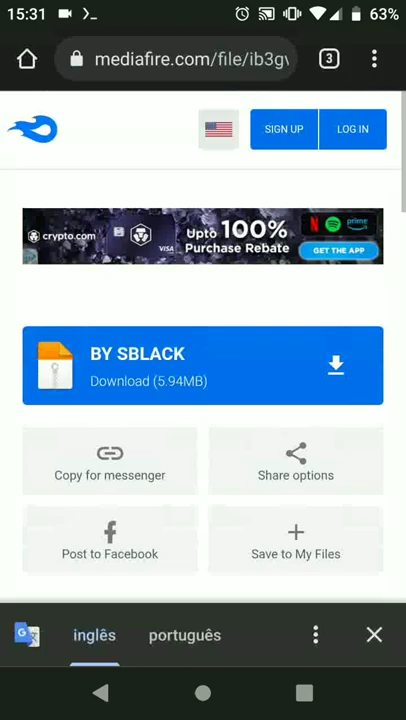 15:31
63%
mediafire.com/file/ib3gv
3
SIGN UP
LOG IN
crypto.com
VISA
Upto 100%
Purchase Rebate
prime
GET THE APP
BY SBLACK
Download (5.94MB)
Copy for messenger
Share options
Post to Facebook
Save to My Files
inglês
português